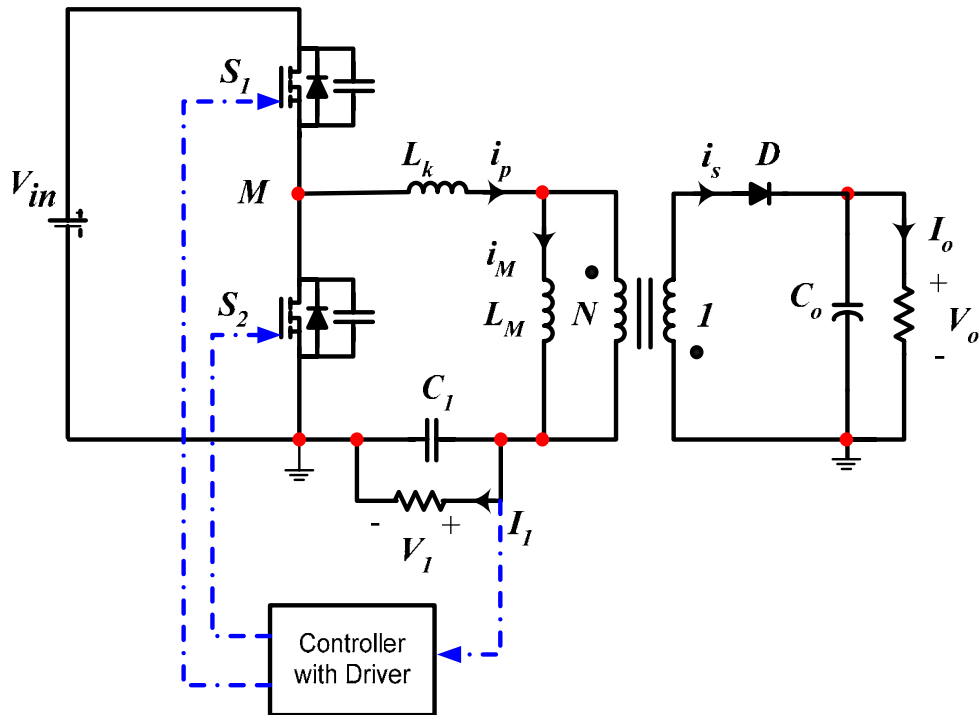 S1
Lk
ip
is
D
Vin
M
iM
Io
+
S2
LM
N
1
Co
Vo
-
C1
-
+
I1
V1
Controller
with Driver